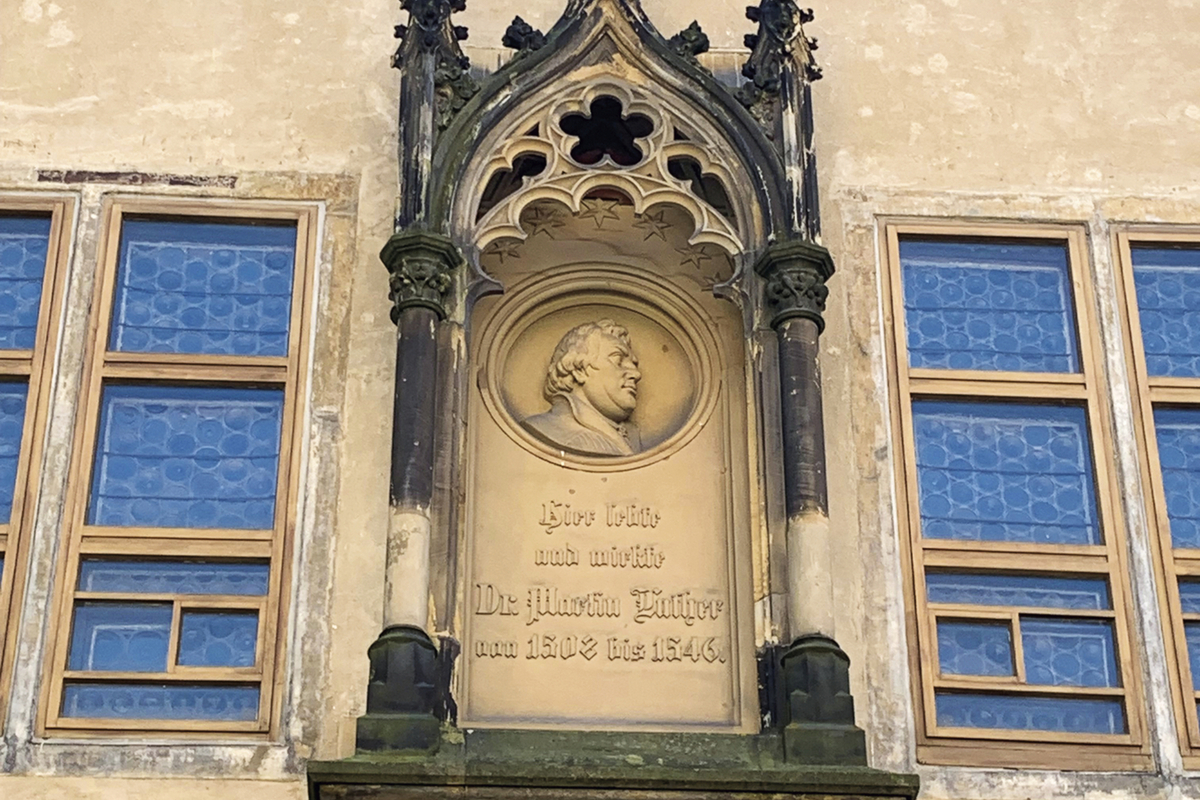 Hier lebte
und wirkte
Dr. Martin Luther
von 1508 bis 1546.